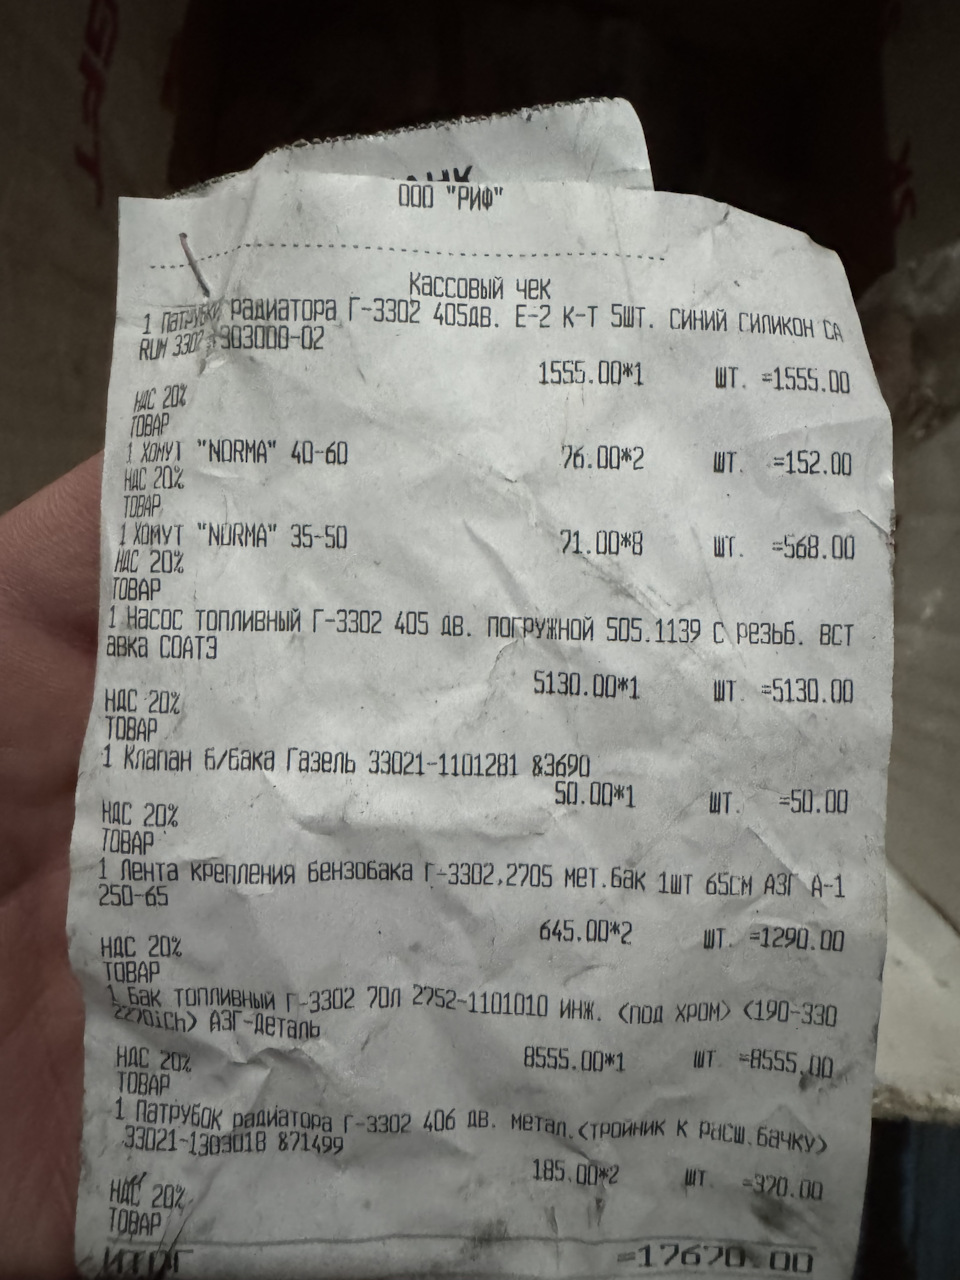 ООО "РИФ"
Кассовый чек
1 Патрубки радиатора Г-3302 405дв. Е-2 К-Т 5шт. синий силикон CA
RUM 3302-303000-02
1555.00*1 ШТ. =1555.00
НДС 20%
ТОВАР
1 ХОМУТ "NORMA" 40-60
76.00*2 ШТ. =152.00
НДС 20%
ТОВАР
1 ХОМУТ "NORMA" 35-50
71.00*8 ШТ. =568.00
НДС 20%
ТОВАР
1 Насос топливный Г-3302 405 дв. погружной 505.1139 с резьб. вст
авка СОАТЭ
5130.00*1 ШТ. =5130.00
НДС 20%
ТОВАР
1 Клапан б/бака Газель 33021-1101281 &3690
50.00*1 ШТ. =50.00
НДС 20%
ТОВАР
1 Лента крепления бензобака Г-3302,2705 мет.бак 1шт 65см АЗГ А-1
250-65
645.00*2 ШТ. =1290.00
НДС 20%
ТОВАР
1 Бак топливный Г-3302 70л 2752-1101010 инж. <под хром> <190-330
АЗГ-Деталь
8555.00*1 ШТ. =8555.00
НДС 20%
ТОВАР
1 Патрубок радиатора Г-3302 406 дв. метал.<тройник к расш.бачку>
33021-1303018 &71499
185.00*2 ШТ. =370.00
НДС 20%
ТОВАР
ИТОГ =17670.00